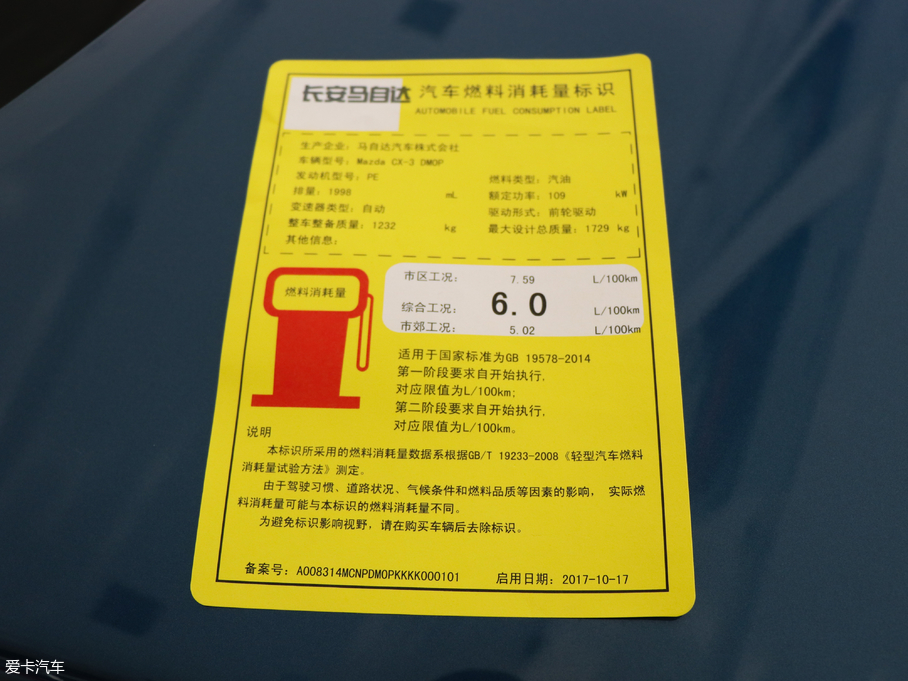 长安马自达 汽车燃料消耗量标识
AUTOMOBILE FUEL CONSUMPTION LABEL
生产企业: 马自达汽车株式会社
车辆型号: Mazda CX-3 DMOP
发动机型号: PE 燃料类型: 汽油
排量: 1998 mL 额定功率: 109 kW
变速器类型: 自动 驱动形式: 前轮驱动
整车整备质量: 1232 kg 最大设计总质量: 1729 kg
其他信息:
燃料消耗量
市区工况: 7.59 L/100km
综合工况: 6.0 L/100km
市郊工况: 5.02 L/100km
适用于国家标准为GB 19578-2014
第一阶段要求自开始执行,
对应限值为L/100km;
第二阶段要求自开始执行,
对应限值为L/100km。
说明
本标识所采用的燃料消耗量数据系根据GB/T 19233-2008《轻型汽车燃料
消耗量试验方法》测定。
由于驾驶习惯、道路状况、气候条件和燃料品质等因素的影响, 实际燃
料消耗量可能与本标识的燃料消耗量不同。
为避免标识影响视野,请在购买车辆后去除标识。
备案号: A008314MCNPDMOPKKKK000101 启用日期: 2017-10-17
爱卡汽车